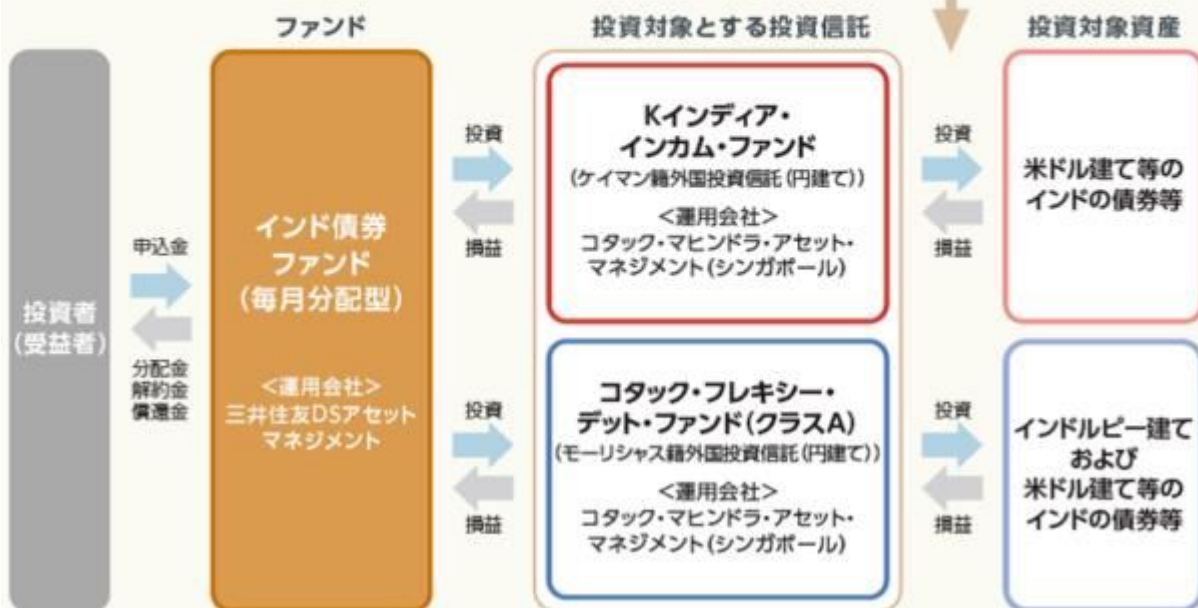 ファンド
投資対象とする投資信託
投資対象資産
投資者
(受益者)
申込金
分配金
解約金
償還金
インド債券
ファンド
(毎月分配型)
<運用会社>
三井住友DSアセット
マネジメント
投資
損益
Kインディア・
インカム・ファンド
(ケイマン籍外国投資信託(円建て))
<運用会社>
コタック・マヒンドラ・アセット・
マネジメント(シンガポール)
投資
損益
米ドル建て等の
インドの債券等
投資
損益
コタック・フレキシー・
デット・ファンド(クラスA)
(モーリシャス籍外国投資信託(円建て))
<運用会社>
コタック・マヒンドラ・アセット・
マネジメント(シンガポール)
投資
損益
インドルピー建て
および
米ドル建て等の
インドの債券等